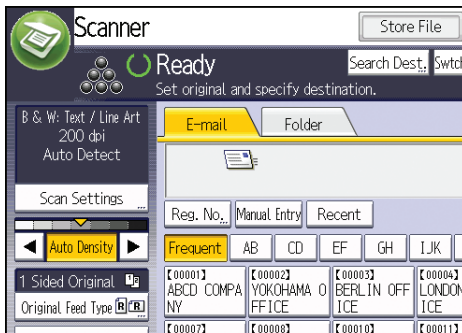 Scanner
Store File
Ready
Search Dest.
Set original and specify destination.
B & W: Text / Line Art
200 dpi
Auto Detect
Scan Settings
Auto Density
1 Sided Original
Original Feed Type
E-mail
Folder
Reg. No.
Manual Entry
Recent
Frequent
AB
CD
EF
GH
IJK
[00001]
ABCD COMPA
NY
[00002]
YOKOHAMA O
FFICE
[00003]
BERLIN OFF
ICE
[00004]
LONDON
ICE
[00007]
[00008]
[00010]
[00011]